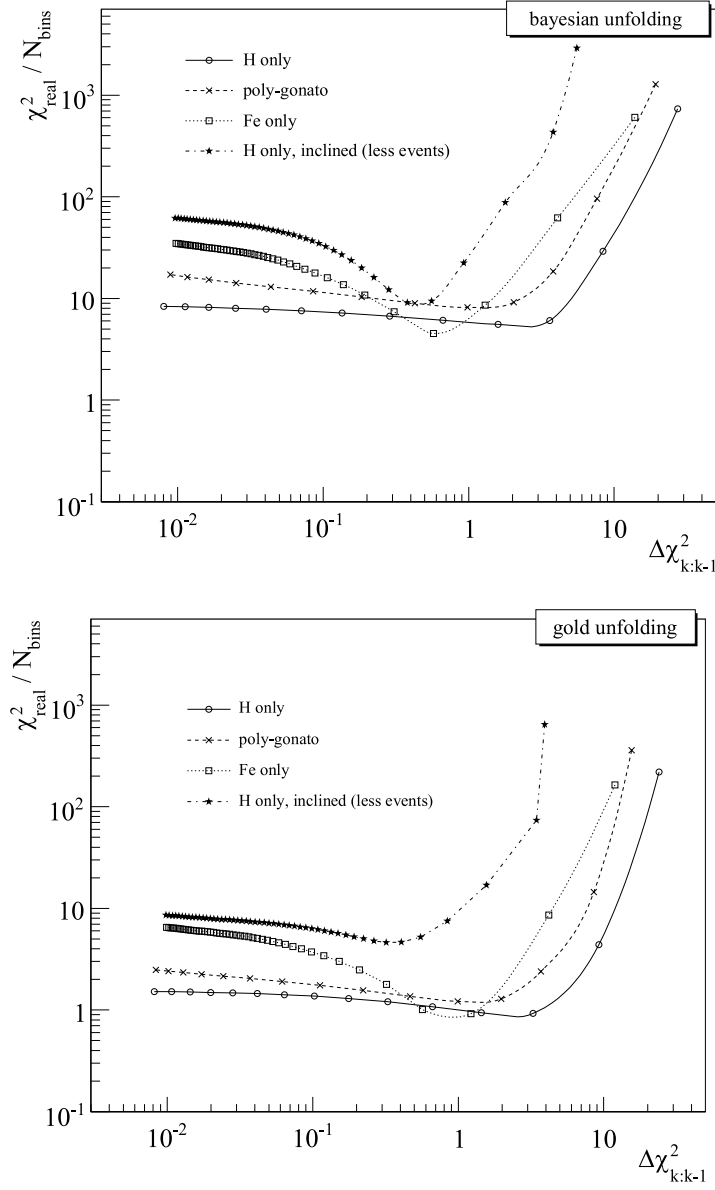 bayesian unfolding
χ²real / Nbins
H only
poly-gonato
Fe only
H only, inclined (less events)
10³
10²
10
1
10⁻¹
10⁻² 10⁻¹ 1 10
Δχ²k:k-1
gold unfolding
χ²real / Nbins
H only
poly-gonato
Fe only
H only, inclined (less events)
10³
10²
10
1
10⁻¹
10⁻² 10⁻¹ 1 10
Δχ²k:k-1